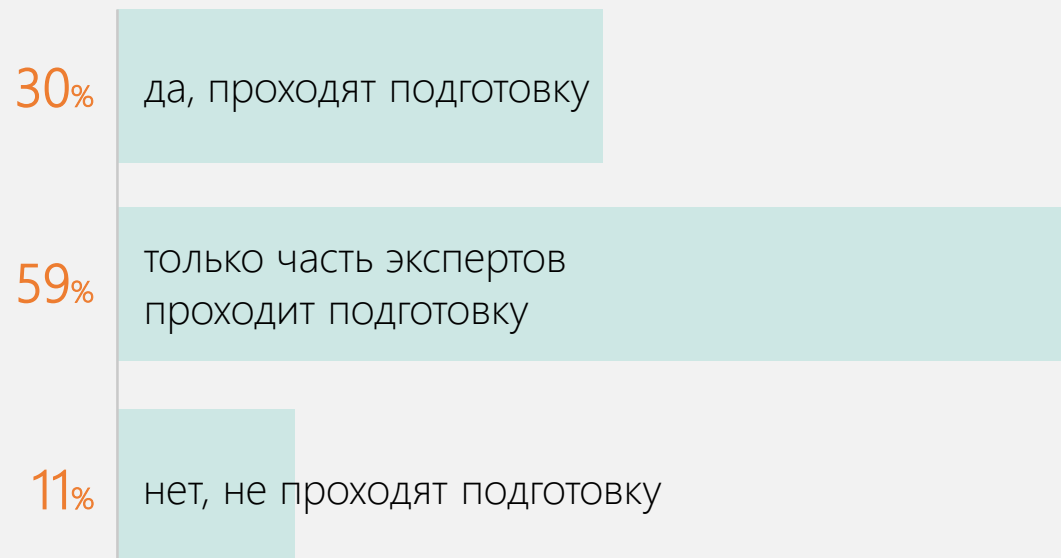 30% да, проходят подготовку
59% только часть экспертов
проходит подготовку
11% нет, не проходят подготовку